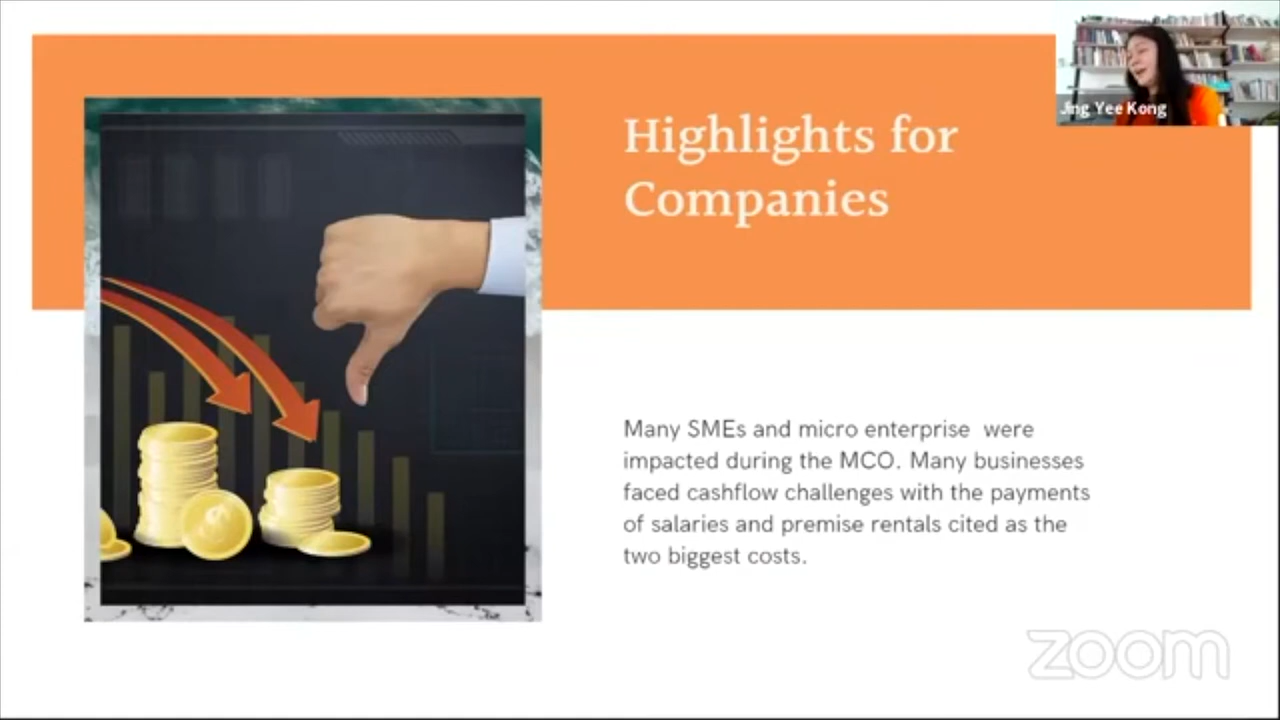 Highlights for
Companies
Jing Yee Kong
Many SMEs and micro enterprise  were
impacted during the MCO. Many businesses
faced cashflow challenges with the payments
of salaries and premise rentals cited as the
two biggest costs.
zoom